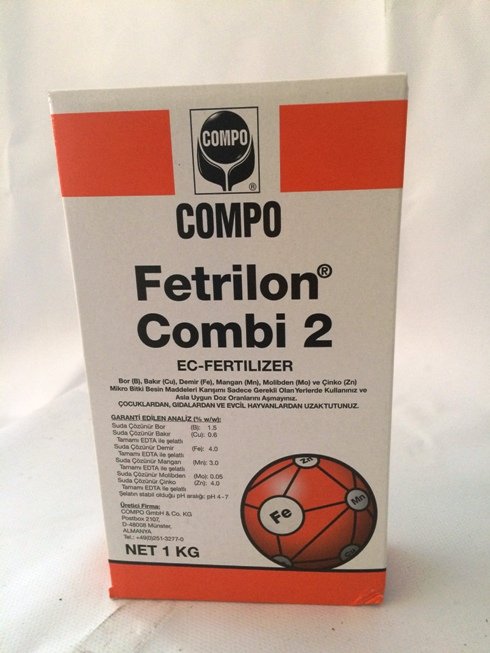 COMPO
®
COMPO
Fetrilon®
Combi 2
EC-FERTILIZER
Bor (B), Bakır (Cu), Demir (Fe), Mangan (Mn), Molibden (Mo) ve Çinko (Zn)
Mikro Bitki Besin Maddeleri Karışımı Sadece Gerekli Olan Yerlerde Kullanınız ve
Asla Uygun Doz Oranlarını Aşmayınız.
ÇOCUKLARDAN, GIDALARDAN VE EVCİL HAYVANLARDAN UZAK TUTUNUZ.
GARANTİ EDİLEN ANALİZ (% w/w):
Suda Çözünür Bor (B): 1.5
Suda Çözünür Bakır (Cu): 0.6
Tamamı EDTA ile şelatlı
Suda Çözünür Demir (Fe): 4.0
Tamamı EDTA ile şelatlı
Suda Çözünür Mangan (Mn): 3.0
Tamamı EDTA ile şelatlı
Suda Çözünür Molibden (Mo): 0.05
Suda Çözünür Çinko (Zn): 4.0
Tamamı EDTA ile şelatlı
Şelatın stabil olduğu pH aralığı: pH 4 - 7
Üretici Firma:
COMPO GmbH & Co. KG
Postbox 2107,
D-48008 Münster,
ALMANYA
Tel.: +49(0)251-3277-0
NET 1 KG
Zn
Fe
Mn
Cu